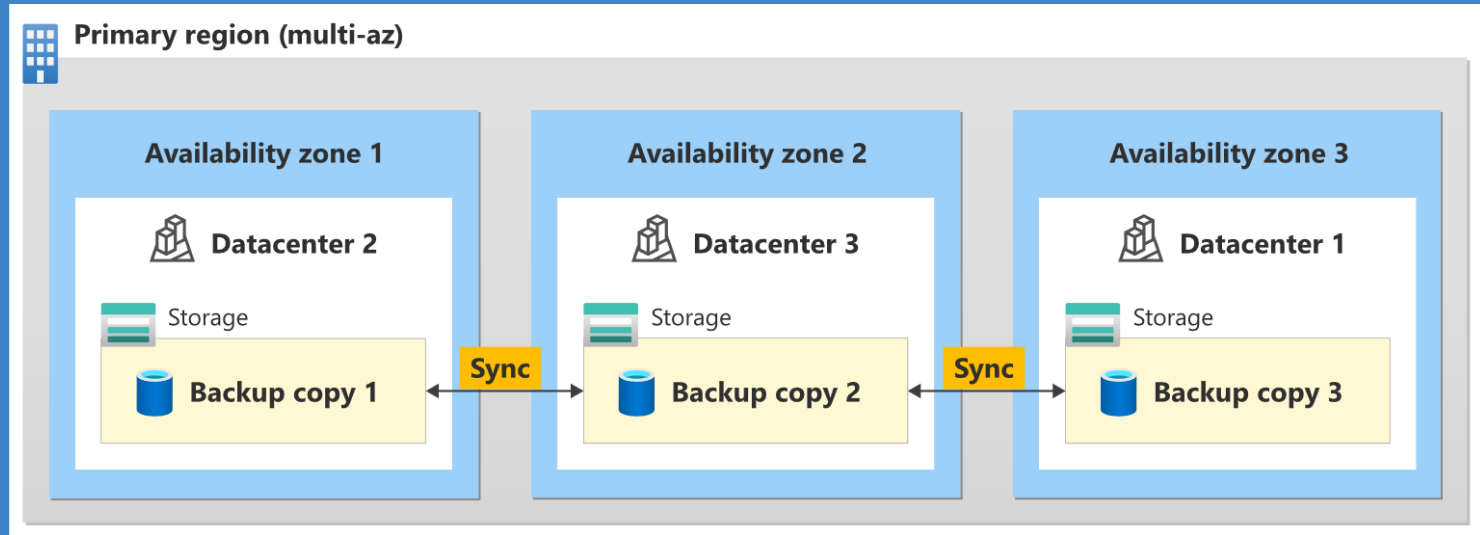 Primary region (multi-az)
Availability zone 1
Availability zone 2
Availability zone 3
Datacenter 2
Datacenter 3
Datacenter 1
Storage
Storage
Storage
Backup copy 1
Sync
Backup copy 2
Sync
Backup copy 3